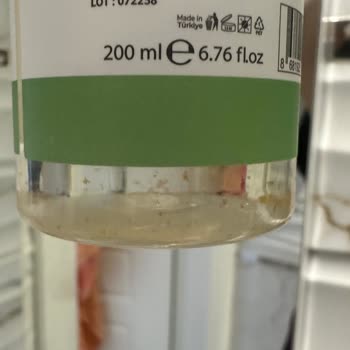 LOT : 072238
Made in
Türkiye
200 ml ℮ 6.76 fl.oz